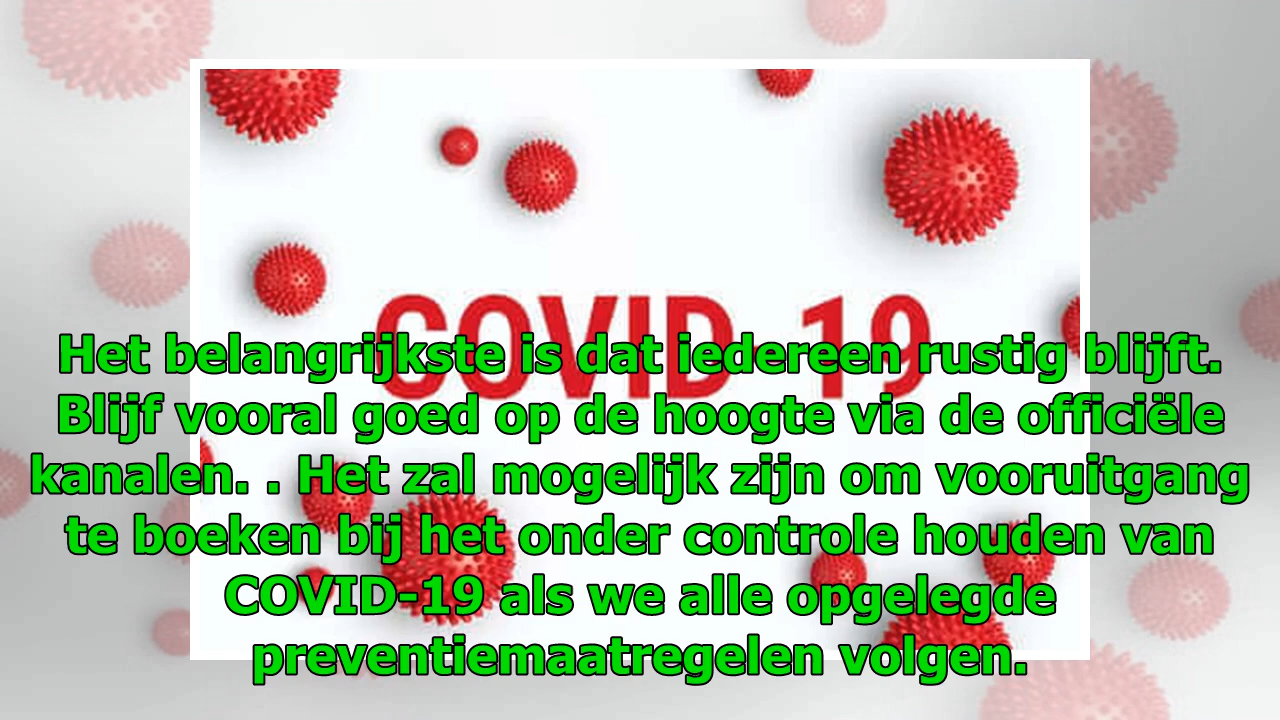 COVID-19
Het belangrijkste is dat iedereen rustig blijft.
Blijf vooral goed op de hoogte via de officiële
kanalen. . Het zal mogelijk zijn om vooruitgang
te boeken bij het onder controle houden van
COVID-19 als we alle opgelegde
preventiemaatregelen volgen.